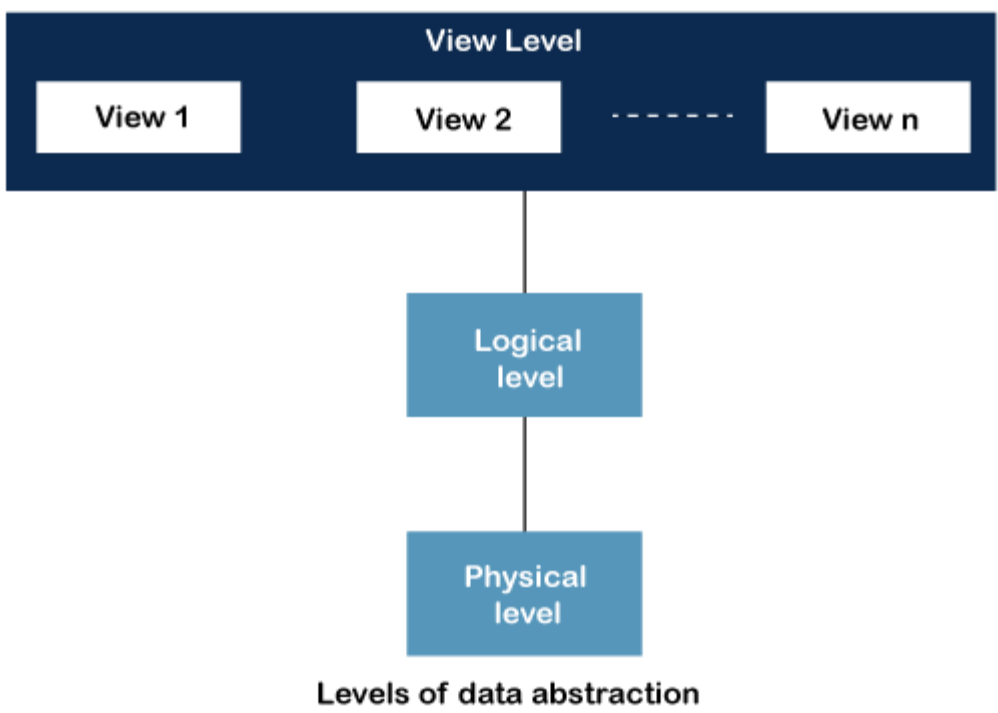 View Level
View 1
View 2
View n
Logical
level
Physical
level
Levels of data abstraction